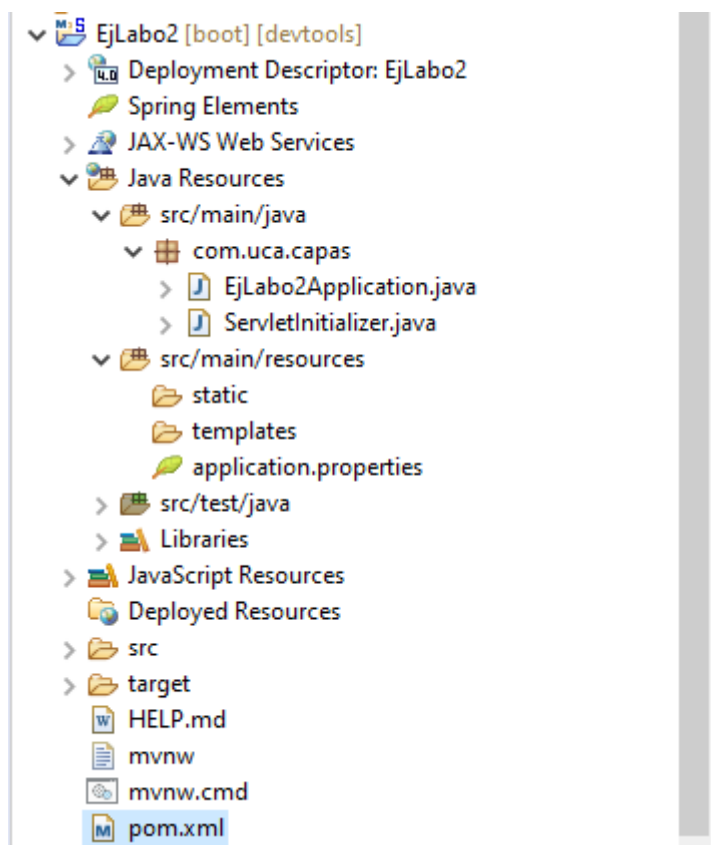 EjLabo2 [boot] [devtools]
Deployment Descriptor: EjLabo2
Spring Elements
JAX-WS Web Services
Java Resources
src/main/java
com.uca.capas
EjLabo2Application.java
ServletInitializer.java
src/main/resources
static
templates
application.properties
src/test/java
Libraries
JavaScript Resources
Deployed Resources
src
target
HELP.md
mvnw
mvnw.cmd
pom.xml